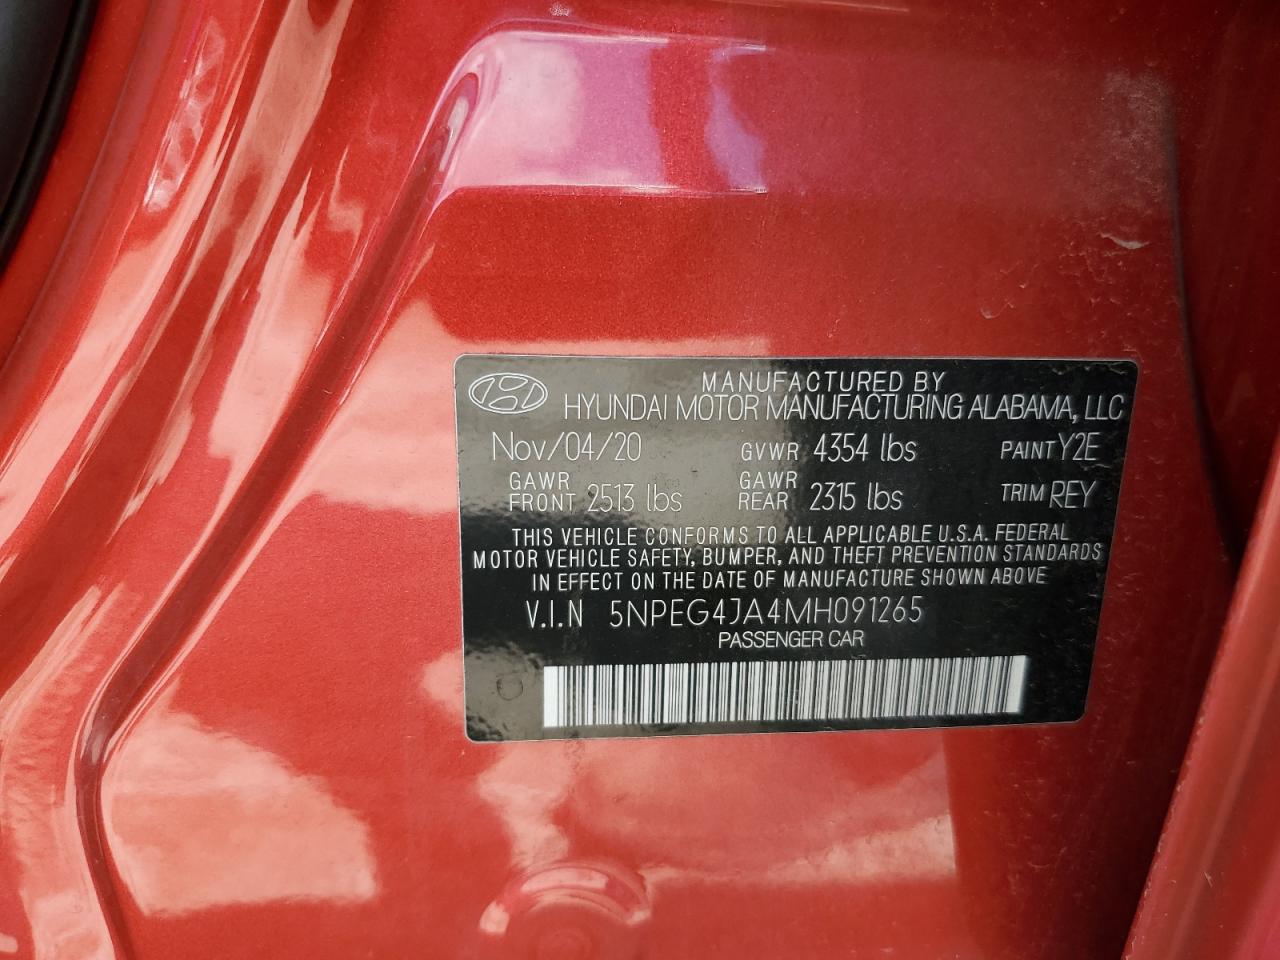 MANUFACTURED BY
HYUNDAI MOTOR MANUFACTURING ALABAMA, LLC
Nov/04/20 GVWR 4354 lbs PAINT Y2E
GAWR FRONT 2513 lbs GAWR REAR 2315 lbs TRIM REY
THIS VEHICLE CONFORMS TO ALL APPLICABLE U.S.A. FEDERAL
MOTOR VEHICLE SAFETY, BUMPER, AND THEFT PREVENTION STANDARDS
IN EFFECT ON THE DATE OF MANUFACTURE SHOWN ABOVE
V.I.N 5NPEG4JA4MH091265
PASSENGER CAR